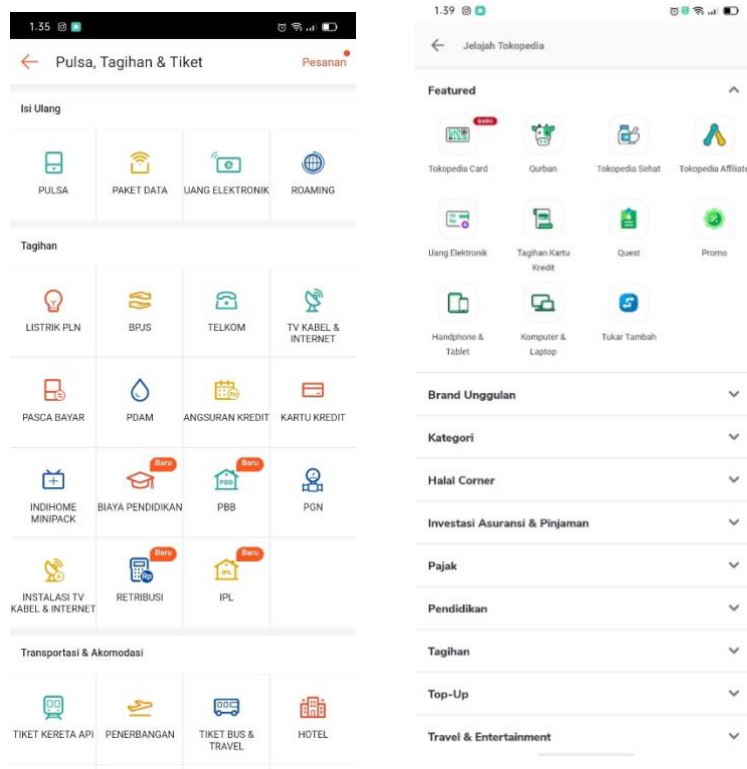 1.35
Pulsa, Tagihan & Tiket
Pesanan
Isi Ulang
PULSA
PAKET DATA
UANG ELEKTRONIK
ROAMING
Tagihan
LISTRIK PLN
BPJS
TELKOM
TV KABEL &
INTERNET
PASCA BAYAR
PDAM
ANGSURAN KREDIT
KARTU KREDIT
INDIHOME
MINIPACK
Baru
BIAYA PENDIDIKAN
Baru
PBB
PBB
PGN
INSTALASI TV
KABEL & INTERNET
Baru
Rp
RETRIBUSI
Baru
IPL
IPL
Transportasi & Akomodasi
TIKET KERETA API
PENERBANGAN
TIKET BUS &
TRAVEL
HOTEL
1.39
Jelajah Tokopedia
Featured
BARU
Tokopedia Card
Qurban
Tokopedia Sehat
Tokopedia Affiliate
Uang Elektronik
Tagihan Kartu
Kredit
Quest
Promo
Handphone &
Tablet
Komputer &
Laptop
Tukar Tambah
Brand Unggulan
Kategori
Halal Corner
Investasi Asuransi & Pinjaman
Pajak
Pendidikan
Tagihan
Top-Up
Travel & Entertainment